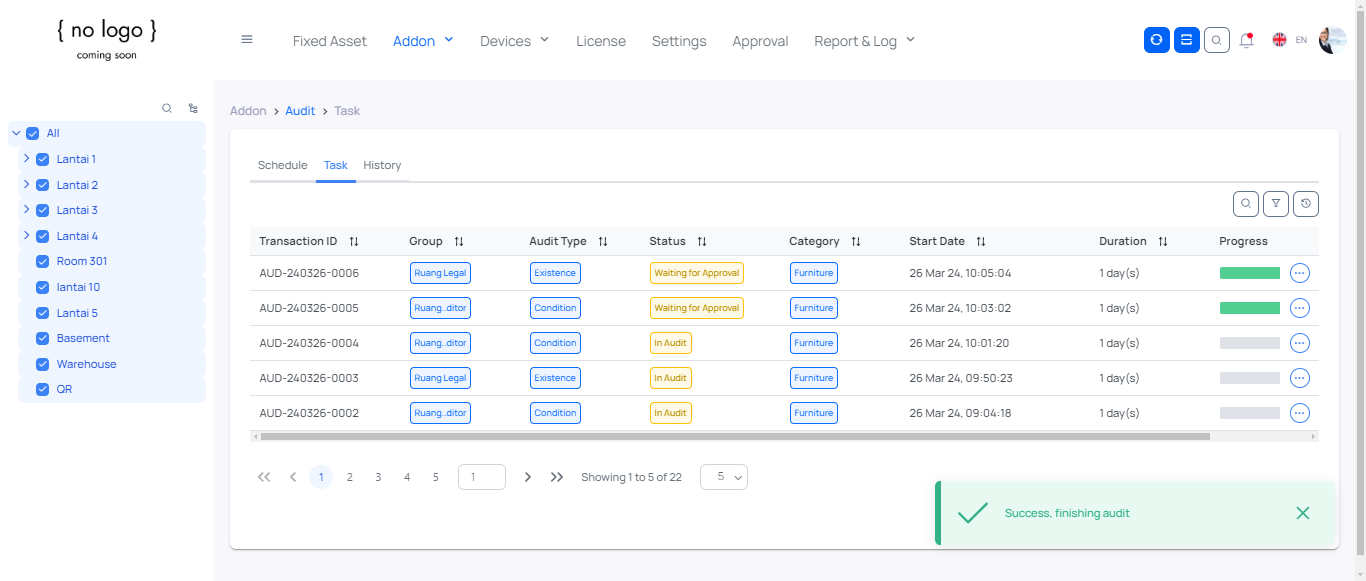 { no logo }
coming soon
Fixed Asset Addon Devices License Settings Approval Report & Log EN
All
Lantai 1
Lantai 2
Lantai 3
Lantai 4
Room 301
lantai 10
Lantai 5
Basement
Warehouse
QR
Addon > Audit > Task
Schedule Task History
Transaction ID Group Audit Type Status Category Start Date Duration Progress
AUD-240326-0006 Ruang Legal Existence Waiting for Approval Furniture 26 Mar 24, 10:05:04 1 day(s)
AUD-240326-0005 Ruang..ditor Condition Waiting for Approval Furniture 26 Mar 24, 10:03:02 1 day(s)
AUD-240326-0004 Ruang..ditor Condition In Audit Furniture 26 Mar 24, 10:01:20 1 day(s)
AUD-240326-0003 Ruang Legal Existence In Audit Furniture 26 Mar 24, 09:50:23 1 day(s)
AUD-240326-0002 Ruang..ditor Condition In Audit Furniture 26 Mar 24, 09:04:18 1 day(s)
1 2 3 4 5 1 Showing 1 to 5 of 22 5
Success, finishing audit